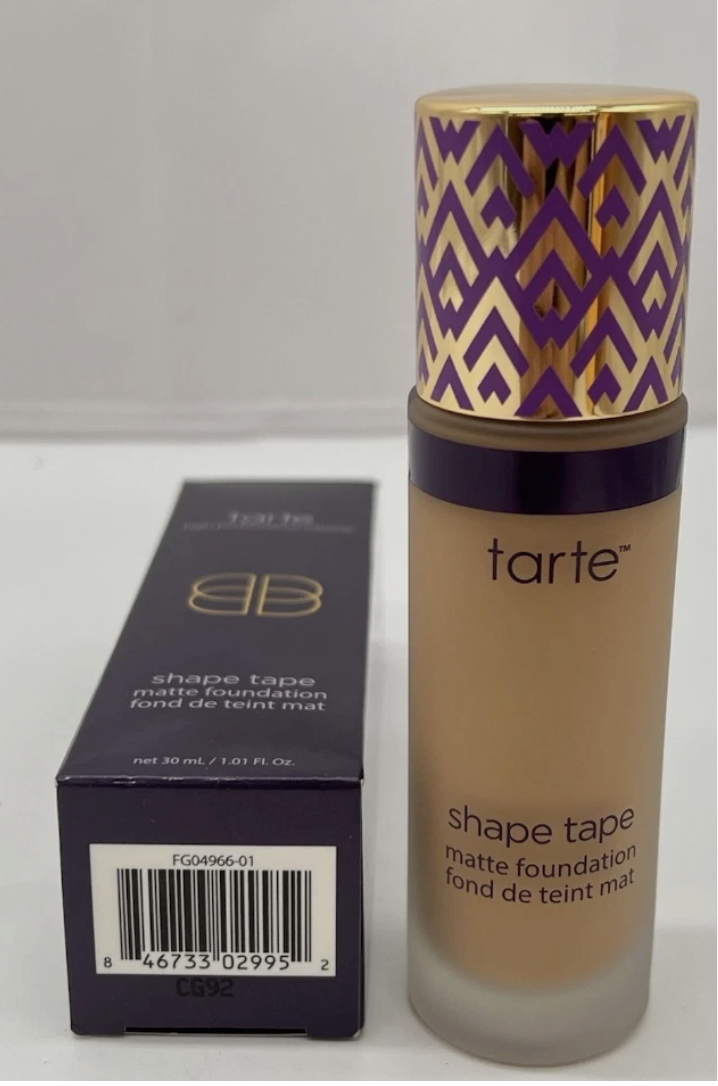 tarte™
shape tape
matte foundation
fond de teint mat
tarte
shape tape
matte foundation
fond de teint mat
net 30 mL / 1.01 Fl. Oz.
FG04966-01
8 46733 02995 2
CG92